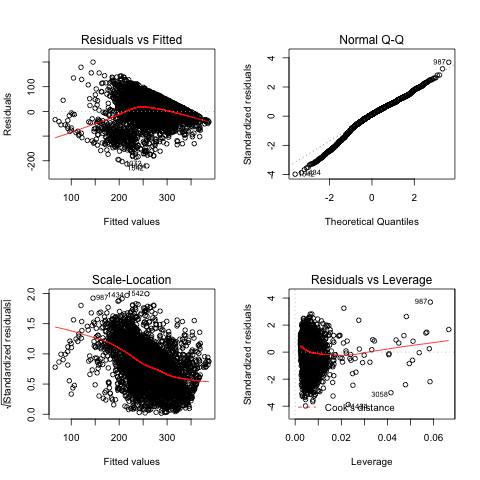 Residuals vs Fitted
Residuals
-200
0
100
1542
100
200
300
Fitted values
Normal Q-Q
Standardized residuals
-4
-2
0
2
4
987
-2
0
2
Theoretical Quantiles
Scale-Location
√|Standardized residuals|
0.0
0.5
1.0
1.5
2.0
987
1434
1542
100
200
300
Fitted values
Residuals vs Leverage
Standardized residuals
-4
-2
0
2
4
987
3058
Cook's distance
0.00
0.02
0.04
0.06
Leverage